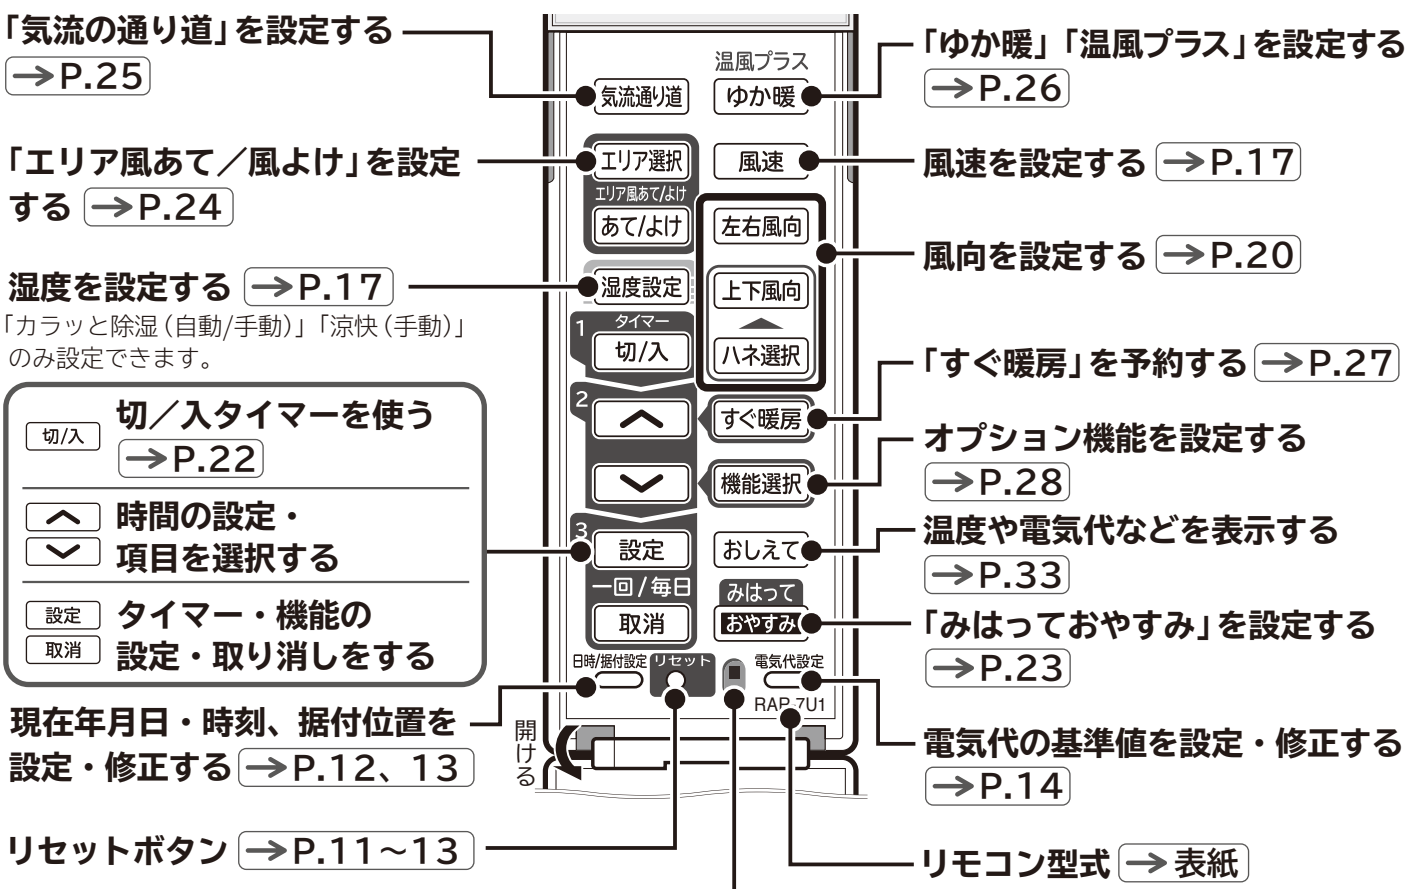 「気流の通り道」を設定する
→P.25
「エリア風あて／風よけ」を設定
する →P.24
湿度を設定する →P.17
「カラッと除湿（自動/手動）」「涼快（手動）」
のみ設定できます。
切/入
切／入タイマーを使う
→P.22
時間の設定・
項目を選択する
設定
取消
タイマー・機能の
設定・取り消しをする
現在年月日・時刻、据付位置を
設定・修正する →P.12、13
リセットボタン →P.11〜13
温風プラス
気流通り道
ゆか暖
エリア選択
風速
エリア風あて/よけ
あて/よけ
左右風向
湿度設定
上下風向
1
タイマー
切/入
ハネ選択
2
すぐ暖房
機能選択
3
設定
おしえて
一回/毎日
みはって
取消
おやすみ
日時/据付設定
リセット
電気代設定
RAR-7U1
開ける
「ゆか暖」「温風プラス」を設定する
→P.26
風速を設定する →P.17
風向を設定する →P.20
「すぐ暖房」を予約する →P.27
オプション機能を設定する
→P.28
温度や電気代などを表示する
→P.33
「みはっておやすみ」を設定する
→P.23
電気代の基準値を設定・修正する
→P.14
リモコン型式 →表紙